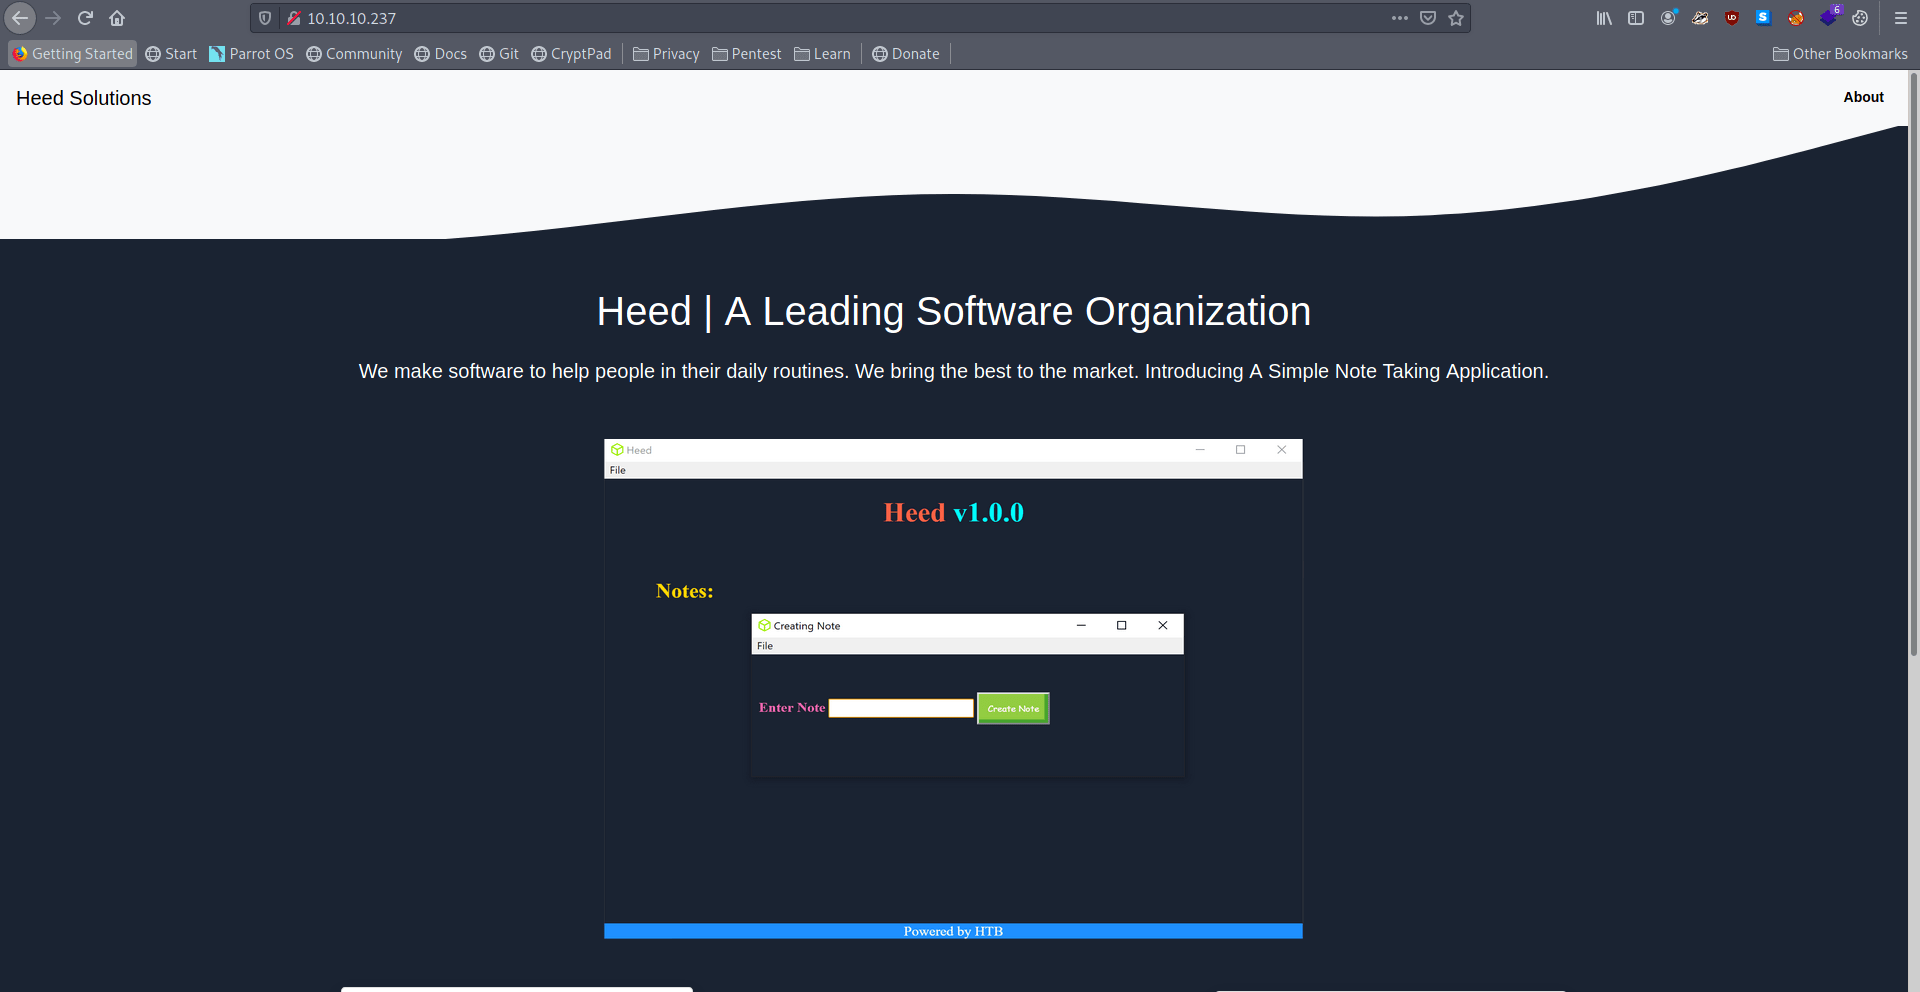 10.10.10.237
6
Getting Started Start Parrot OS Community Docs Git CryptPad Privacy Pentest Learn Donate Other Bookmarks
Heed Solutions About
Heed | A Leading Software Organization
We make software to help people in their daily routines. We bring the best to the market. Introducing A Simple Note Taking Application.
Heed
File
Heed v1.0.0
Notes:
Creating Note
File
Enter Note Create Note
Powered by HTB